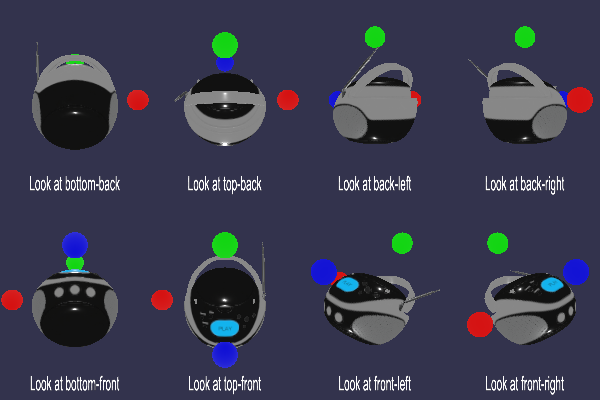 Look at bottom-back
Look at top-back
Look at back-left
Look at back-right
Look at bottom-front
Look at top-front
Look at front-left
Look at front-right